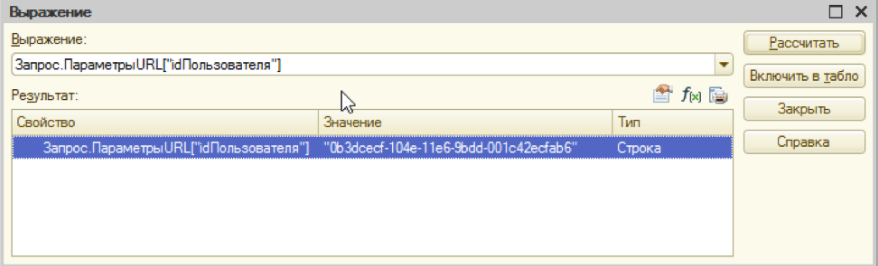 Выражение
Выражение:
Рассчитать
Запрос.ПараметрыURL["idПользователя"]
Включить в табло
Результат:
Закрыть
Свойство Значение Тип
Запрос.ПараметрыURL["idПользователя"] "0b3dcecf-104e-11e6-9bdd-001c42ecfab6" Строка
Справка